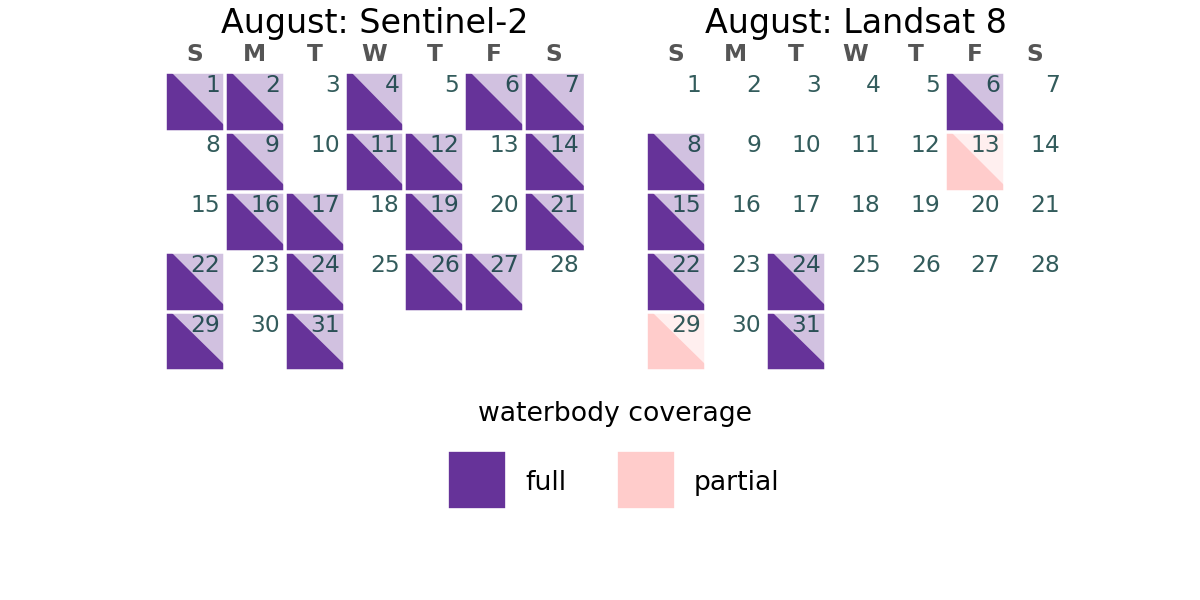 August: Sentinel-2
S M T W T F S
1 2 3 4 5 6 7
8 9 10 11 12 13 14
15 16 17 18 19 20 21
22 23 24 25 26 27 28
29 30 31
August: Landsat 8
S M T W T F S
1 2 3 4 5 6 7
8 9 10 11 12 13 14
15 16 17 18 19 20 21
22 23 24 25 26 27 28
29 30 31
waterbody coverage
full
partial